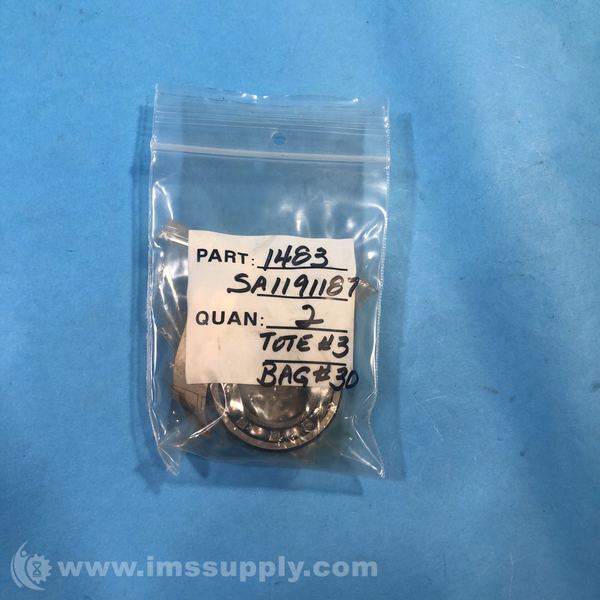 PART: 1483
SA1191187
QUAN: 2
TOTE #3
BAG #30
www.imssupply.com